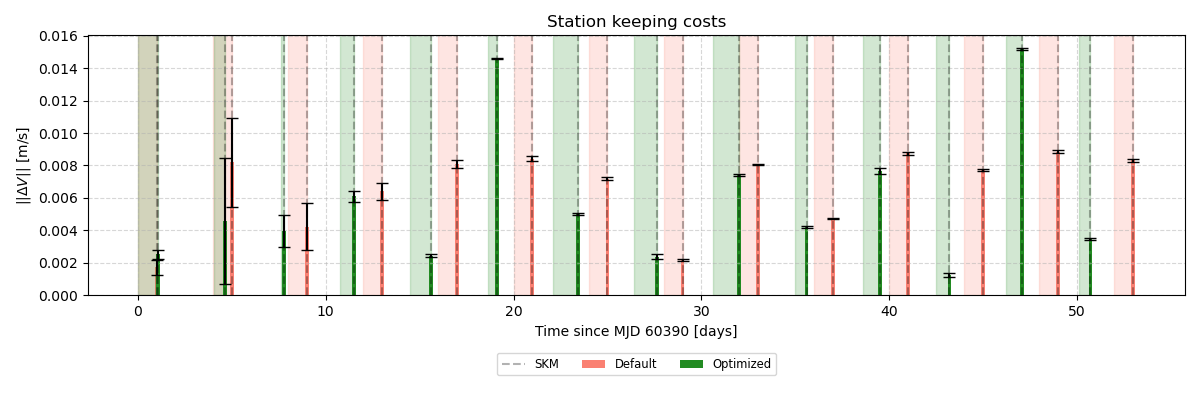 Station keeping costs
||ΔV|| [m/s]
0.016
0.014
0.012
0.010
0.008
0.006
0.004
0.002
0.000
0 10 20 30 40 50
Time since MJD 60390 [days]
SKM Default Optimized